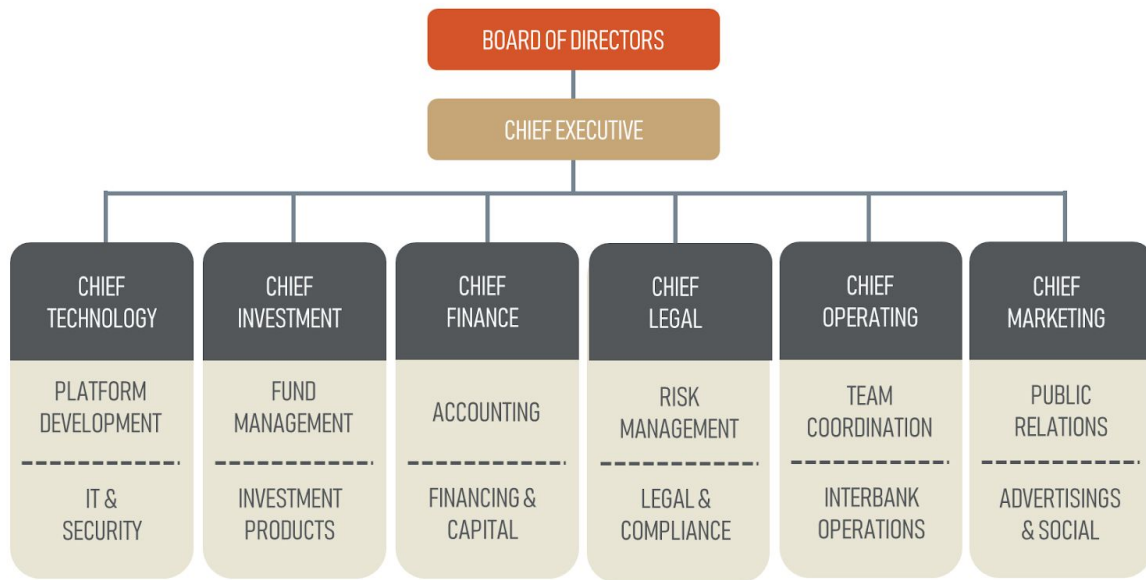 BOARD OF DIRECTORS
CHIEF EXECUTIVE
CHIEF
TECHNOLOGY
PLATFORM
DEVELOPMENT
IT &
SECURITY
CHIEF
INVESTMENT
FUND
MANAGEMENT
INVESTMENT
PRODUCTS
CHIEF
FINANCE
ACCOUNTING
FINANCING &
CAPITAL
CHIEF
LEGAL
RISK
MANAGEMENT
LEGAL &
COMPLIANCE
CHIEF
OPERATING
TEAM
COORDINATION
INTERBANK
OPERATIONS
CHIEF
MARKETING
PUBLIC
RELATIONS
ADVERTISINGS
& SOCIAL